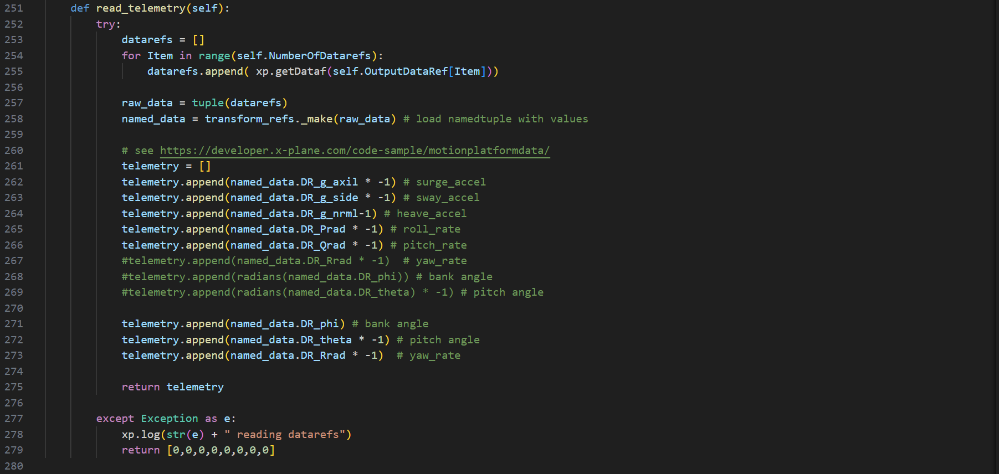 251 def read_telemetry(self):
252 try:
253 datarefs = []
254 for Item in range(self.NumberOfDatarefs):
255 datarefs.append( xp.getDataf(self.OutputDataRef[Item]))
256
257 raw_data = tuple(datarefs)
258 named_data = transform_refs._make(raw_data) # load namedtuple with values
259
260 # see https://developer.x-plane.com/code-sample/motionplatformdata/
261 telemetry = []
262 telemetry.append(named_data.DR_g_axil * -1) # surge_accel
263 telemetry.append(named_data.DR_g_side * -1) # sway_accel
264 telemetry.append(named_data.DR_g_nrml-1) # heave_accel
265 telemetry.append(named_data.DR_Prad * -1) # roll_rate
266 telemetry.append(named_data.DR_Qrad * -1) # pitch_rate
267 #telemetry.append(named_data.DR_Rrad * -1)  # yaw_rate
268 #telemetry.append(radians(named_data.DR_phi)) # bank angle
269 #telemetry.append(radians(named_data.DR_theta) * -1) # pitch angle
270
271 telemetry.append(named_data.DR_phi) # bank angle
272 telemetry.append(named_data.DR_theta * -1) # pitch angle
273 telemetry.append(named_data.DR_Rrad * -1)  # yaw_rate
274
275 return telemetry
276
277 except Exception as e:
278 xp.log(str(e) + " reading datarefs")
279 return [0,0,0,0,0,0,0,0]
280